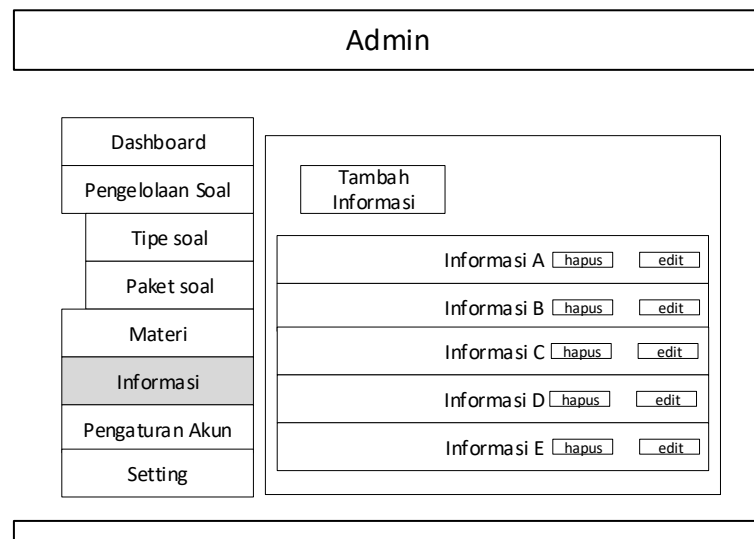 Admin
Dashboard
Pengelolaan Soal
Tipe soal
Paket soal
Materi
Informasi
Pengaturan Akun
Setting
Tambah
Informasi
Informasi A hapus edit
Informasi B hapus edit
Informasi C hapus edit
Informasi D hapus edit
Informasi E hapus edit